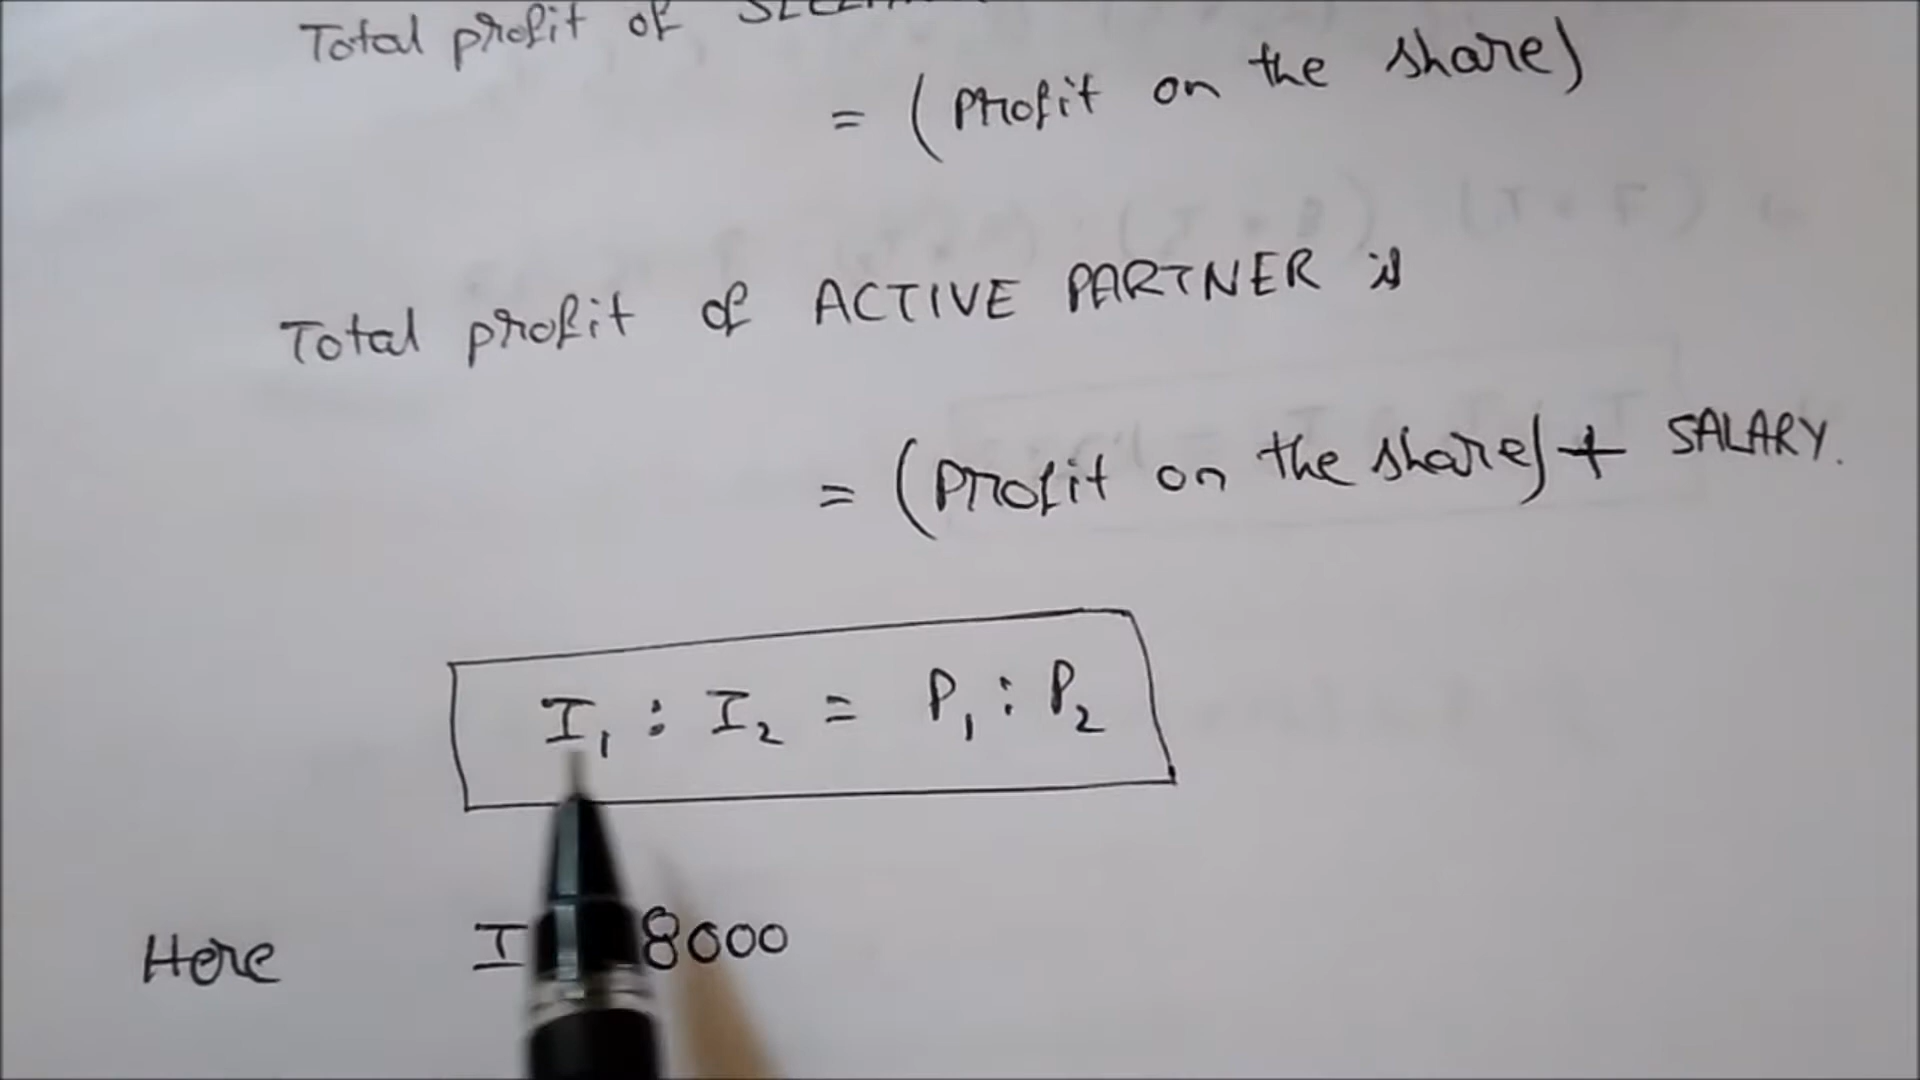 Total profit of
= (Profit on the share)
Total profit of ACTIVE PARTNER is
= (Profit on the share) + SALARY.
I₁ : I₂ = P₁ : P₂
Here I 8000